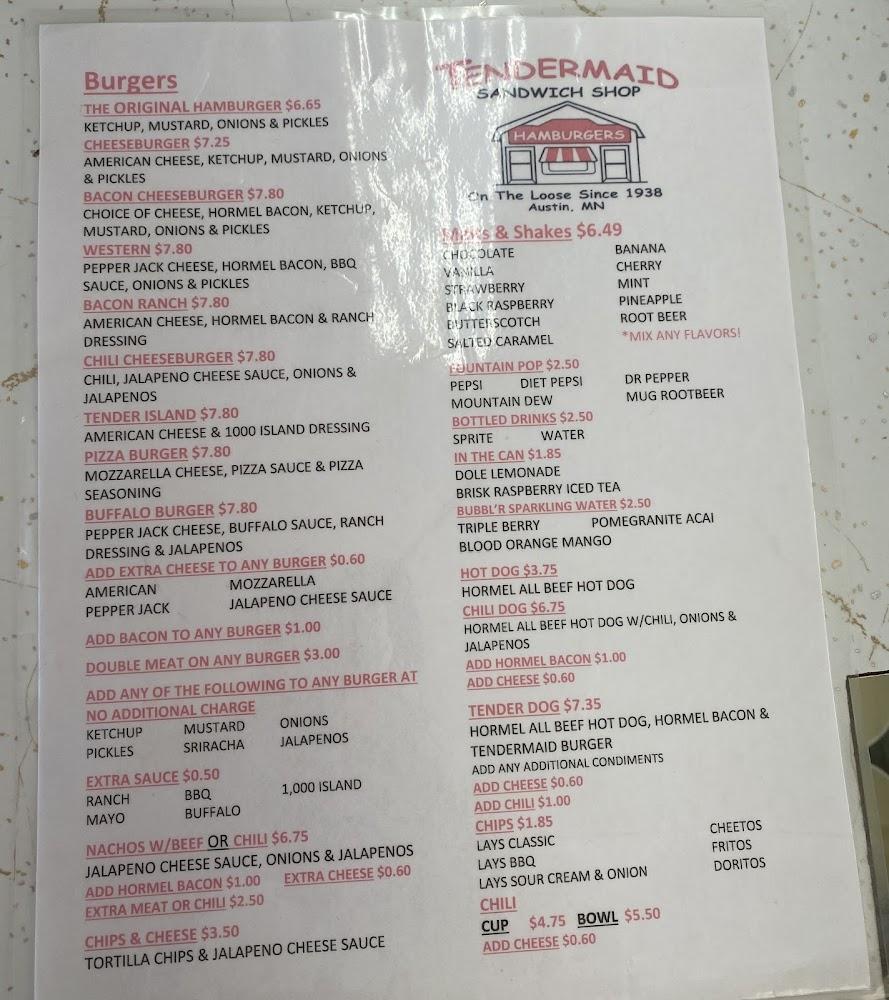 Burgers
THE ORIGINAL HAMBURGER $6.65
KETCHUP, MUSTARD, ONIONS & PICKLES
CHEESEBURGER $7.25
AMERICAN CHEESE, KETCHUP, MUSTARD, ONIONS
& PICKLES
BACON CHEESEBURGER $7.80
CHOICE OF CHEESE, HORMEL BACON, KETCHUP,
MUSTARD, ONIONS & PICKLES
WESTERN $7.80
PEPPER JACK CHEESE, HORMEL BACON, BBQ
SAUCE, ONIONS & PICKLES
BACON RANCH $7.80
AMERICAN CHEESE, HORMEL BACON & RANCH
DRESSING
CHILI CHEESEBURGER $7.80
CHILI, JALAPENO CHEESE SAUCE, ONIONS &
JALAPENOS
TENDER ISLAND $7.80
AMERICAN CHEESE & 1000 ISLAND DRESSING
PIZZA BURGER $7.80
MOZZARELLA CHEESE, PIZZA SAUCE & PIZZA
SEASONING
BUFFALO BURGER $7.80
PEPPER JACK CHEESE, BUFFALO SAUCE, RANCH
DRESSING & JALAPENOS
ADD EXTRA CHEESE TO ANY BURGER $0.60
AMERICAN MOZZARELLA
PEPPER JACK JALAPENO CHEESE SAUCE
ADD BACON TO ANY BURGER $1.00
DOUBLE MEAT ON ANY BURGER $3.00
ADD ANY OF THE FOLLOWING TO ANY BURGER AT
NO ADDITIONAL CHARGE
KETCHUP MUSTARD ONIONS
PICKLES SRIRACHA JALAPENOS
EXTRA SAUCE $0.50
RANCH BBQ 1,000 ISLAND
MAYO BUFFALO
NACHOS W/BEEF OR CHILI $6.75
JALAPENO CHEESE SAUCE, ONIONS & JALAPENOS
ADD HORMEL BACON $1.00 EXTRA CHEESE $0.60
EXTRA MEAT OR CHILI $2.50
CHIPS & CHEESE $3.50
TORTILLA CHIPS & JALAPENO CHEESE SAUCE
TENDERMAID
SANDWICH SHOP
HAMBURGERS
On The Loose Since 1938
Austin, MN
Malts & Shakes $6.49
CHOCOLATE BANANA
VANILLA CHERRY
STRAWBERRY MINT
BLACK RASPBERRY PINEAPPLE
BUTTERSCOTCH ROOT BEER
SALTED CARAMEL *MIX ANY FLAVORS!
FOUNTAIN POP $2.50
PEPSI DIET PEPSI DR PEPPER
MOUNTAIN DEW MUG ROOTBEER
BOTTLED DRINKS $2.50
SPRITE WATER
IN THE CAN $1.85
DOLE LEMONADE
BRISK RASPBERRY ICED TEA
BUBBL'R SPARKLING WATER $2.50
TRIPLE BERRY POMEGRANITE ACAI
BLOOD ORANGE MANGO
HOT DOG $3.75
HORMEL ALL BEEF HOT DOG
CHILI DOG $6.75
HORMEL ALL BEEF HOT DOG W/CHILI, ONIONS &
JALAPENOS
ADD HORMEL BACON $1.00
ADD CHEESE $0.60
TENDER DOG $7.35
HORMEL ALL BEEF HOT DOG, HORMEL BACON &
TENDERMAID BURGER
ADD ANY ADDITIONAL CONDIMENTS
ADD CHEESE $0.60
ADD CHILI $1.00
CHIPS $1.85
LAYS CLASSIC CHEETOS
LAYS BBQ FRITOS
LAYS SOUR CREAM & ONION DORITOS
CHILI
CUP $4.75 BOWL $5.50
ADD CHEESE $0.60